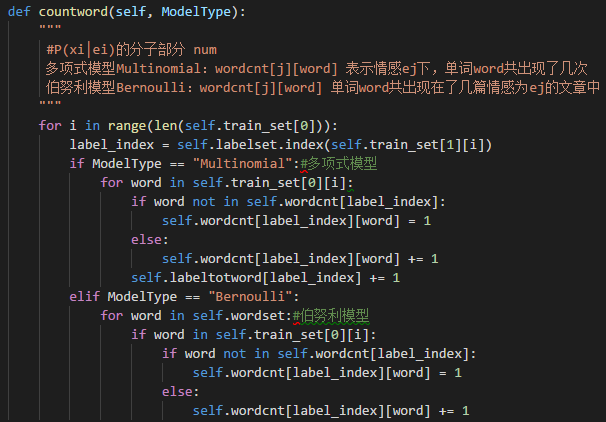 def countword(self, ModelType):
    """
     #P(xi|ei)的分子部分 num
     多项式模型Multinomial：wordcnt[j][word] 表示情感ej下，单词word共出现了几次
     伯努利模型Bernoulli：wordcnt[j][word] 单词word共出现在了几篇情感为ej的文章中
    """
    for i in range(len(self.train_set[0])):
        label_index = self.labelset.index(self.train_set[1][i])
        if ModelType == "Multinomial":#多项式模型
            for word in self.train_set[0][i]:
                if word not in self.wordcnt[label_index]:
                    self.wordcnt[label_index][word] = 1
                else:
                    self.wordcnt[label_index][word] += 1
                self.labeltotword[label_index] += 1
        elif ModelType == "Bernoulli":
            for word in self.wordset:#伯努利模型
                if word in self.train_set[0][i]:
                    if word not in self.wordcnt[label_index]:
                        self.wordcnt[label_index][word] = 1
                    else:
                        self.wordcnt[label_index][word] += 1